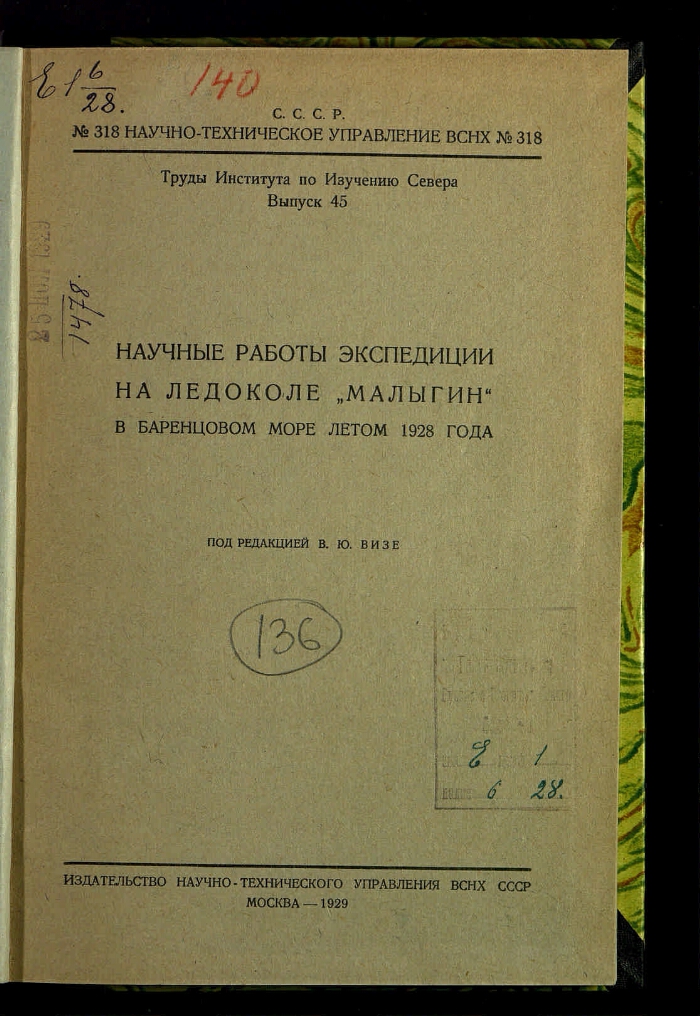 Е 1 6
28.
140
С. С. С. Р.
№ 318 НАУЧНО-ТЕХНИЧЕСКОЕ УПРАВЛЕНИЕ ВСНХ № 318
Труды Института по Изучению Севера
Выпуск 45
1478.
НАУЧНЫЕ РАБОТЫ ЭКСПЕДИЦИИ
НА ЛЕДОКОЛЕ „МАЛЫГИН“
В БАРЕНЦОВОМ МОРЕ ЛЕТОМ 1928 ГОДА
ПОД РЕДАКЦИЕЙ В. Ю. ВИЗЕ
136
Е 1
6 28.
ИЗДАТЕЛЬСТВО НАУЧНО-ТЕХНИЧЕСКОГО УПРАВЛЕНИЯ ВСНХ СССР
МОСКВА — 1929